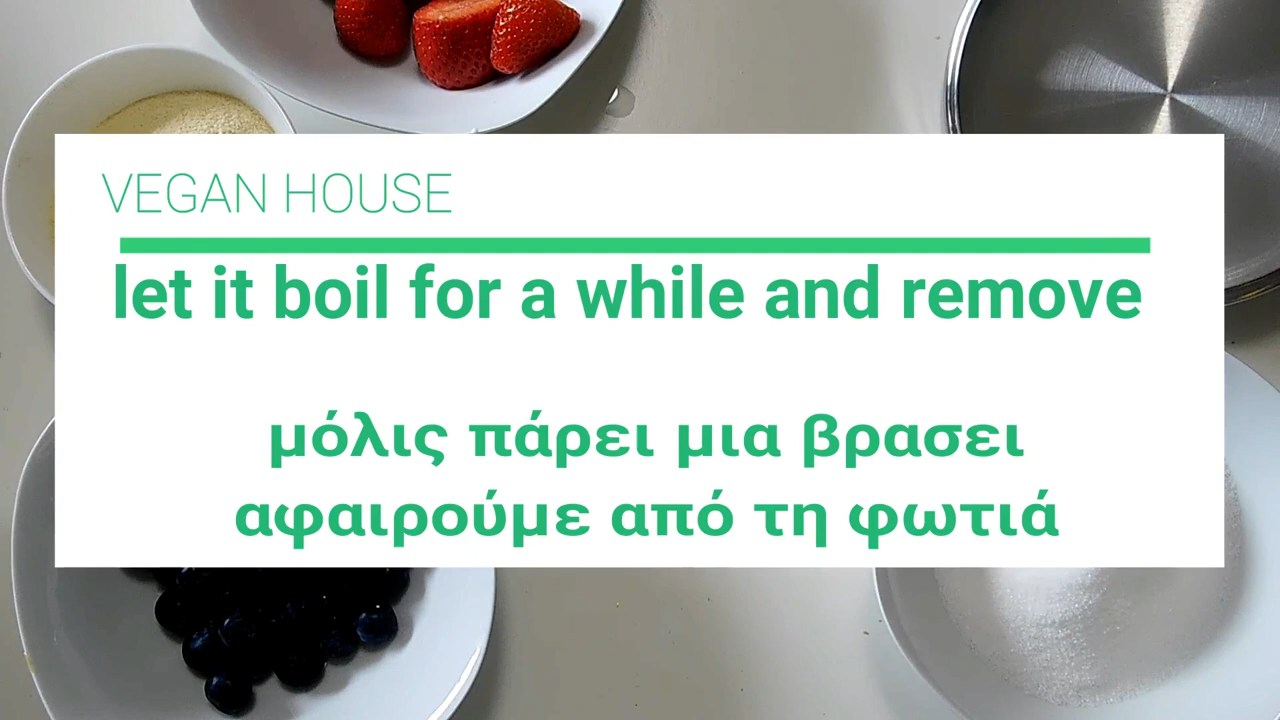 VEGAN HOUSE
let it boil for a while and remove
μόλις πάρει μια βρασει
αφαιρούμε από τη φωτιά